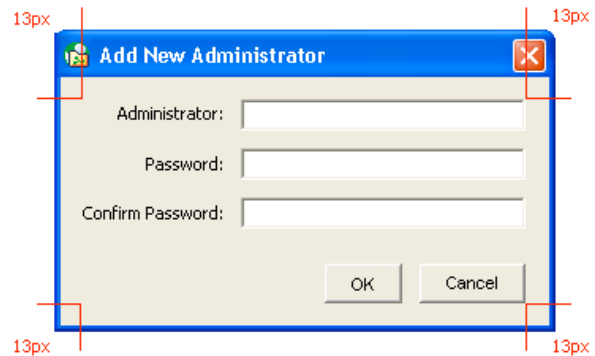 13px
13px
Add New Administrator
Administrator:
Password:
Confirm Password:
OK
Cancel
13px
13px